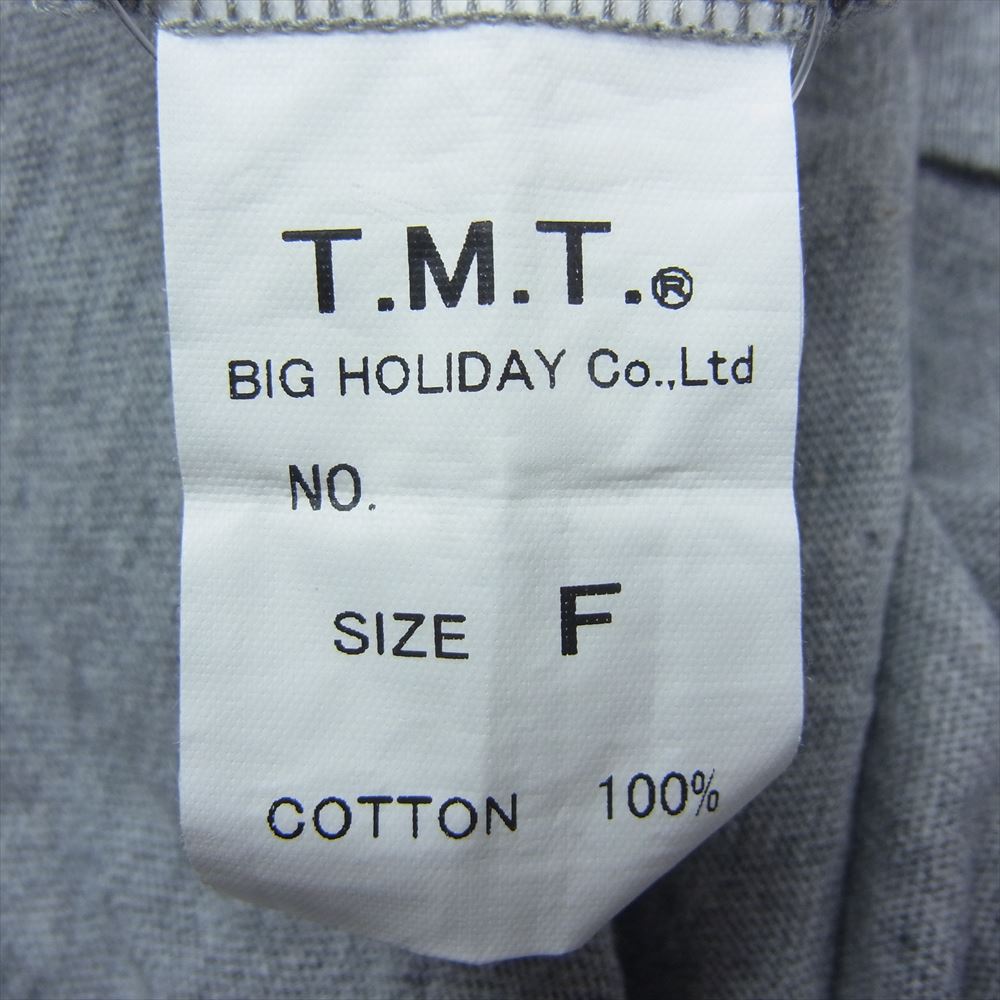 T.M.T.®
BIG HOLIDAY Co.,Ltd
NO.
SIZE F
COTTON 100%